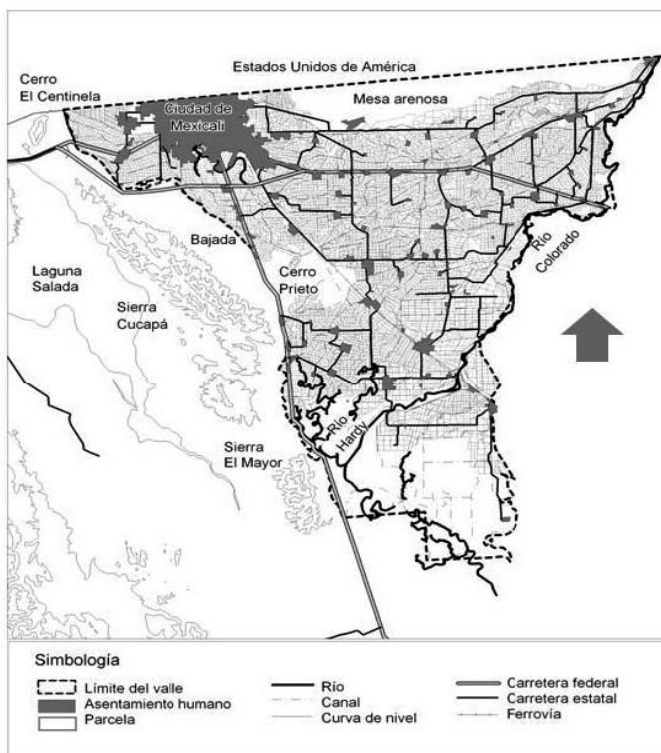 Estados Unidos de América
Cerro
El Centinela
Mesa arenosa
Ciudad de
Mexicali
Bajada
Río
Colorado
Laguna
Salada
Cerro
Prieto
Sierra
Cucapá
Río
Hardy
Sierra
El Mayor
Simbología
Límite del valle
Asentamiento humano
Parcela
Río
Canal
Curva de nivel
Carretera federal
Carretera estatal
Ferrovía